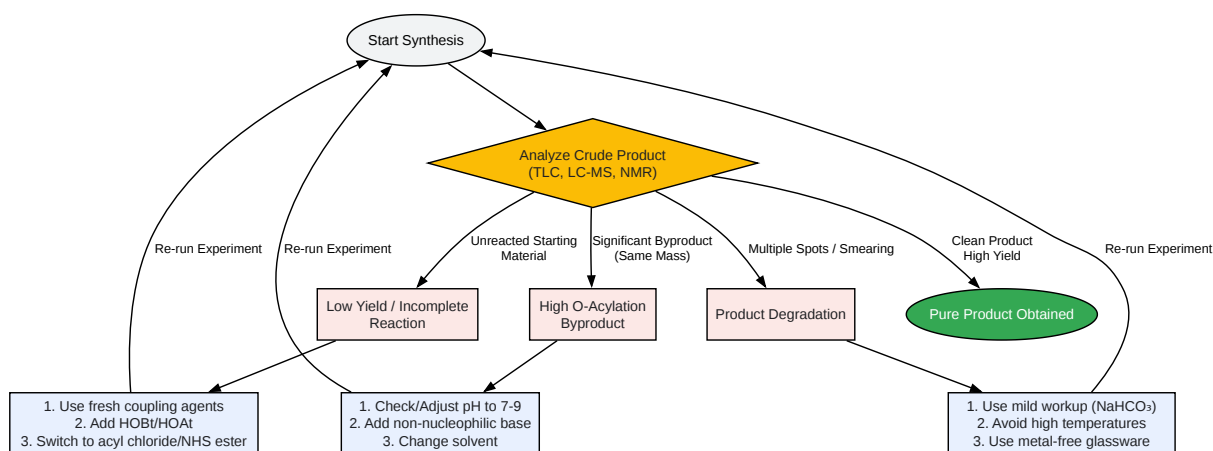 Start Synthesis
Analyze Crude Product
(TLC, LC-MS, NMR)
Re-run Experiment
Re-run Experiment
Unreacted Starting
Material
Significant Byproduct
(Same Mass)
Multiple Spots / Smearing
Clean Product
High Yield
Re-run Experiment
Low Yield / Incomplete
Reaction
High O-Acylation
Byproduct
Product Degradation
Pure Product Obtained
1. Use fresh coupling agents
2. Add HOBt/HOAt
3. Switch to acyl chloride/NHS ester
1. Check/Adjust pH to 7-9
2. Add non-nucleophilic base
3. Change solvent
1. Use mild workup (NaHCO₃)
2. Avoid high temperatures
3. Use metal-free glassware